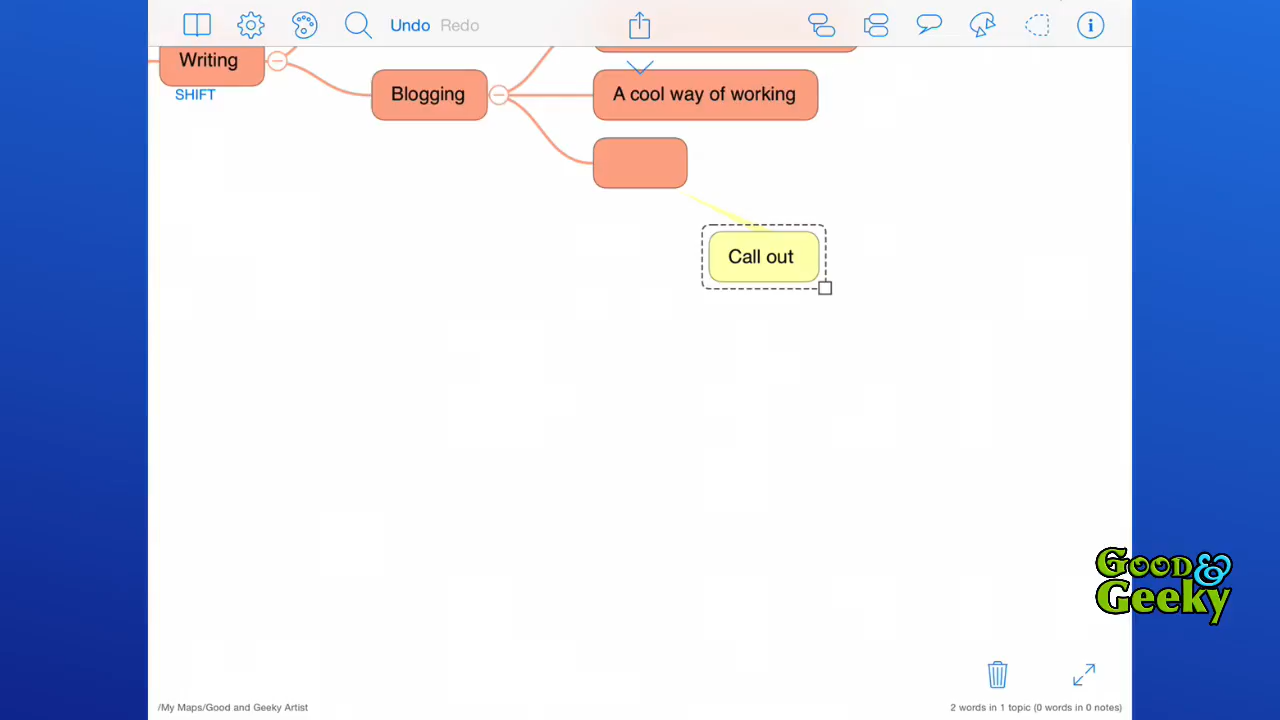 Undo Redo
Writing
SHIFT
Blogging
A cool way of working
Call out
GOOD &
Geeky
/My Maps/Good and Geeky Artist
2 words in 1 topic (0 words in 0 notes)